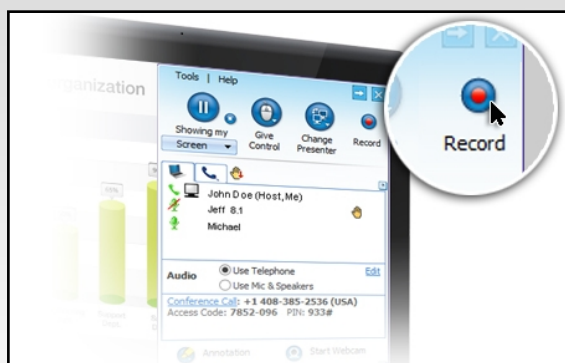 rganization
Tools | Help
Showing my
Screen
Give
Control
Change
Presenter
Record
Record
John Doe (Host,Me)
Jeff 8.1
Michael
Audio
Use Telephone
Edit
Use Mic & Speakers
Conference Call: +1 408-385-2536 (USA)
Access Code: 7852-096 PIN: 933#
Annotation
Start Webcam